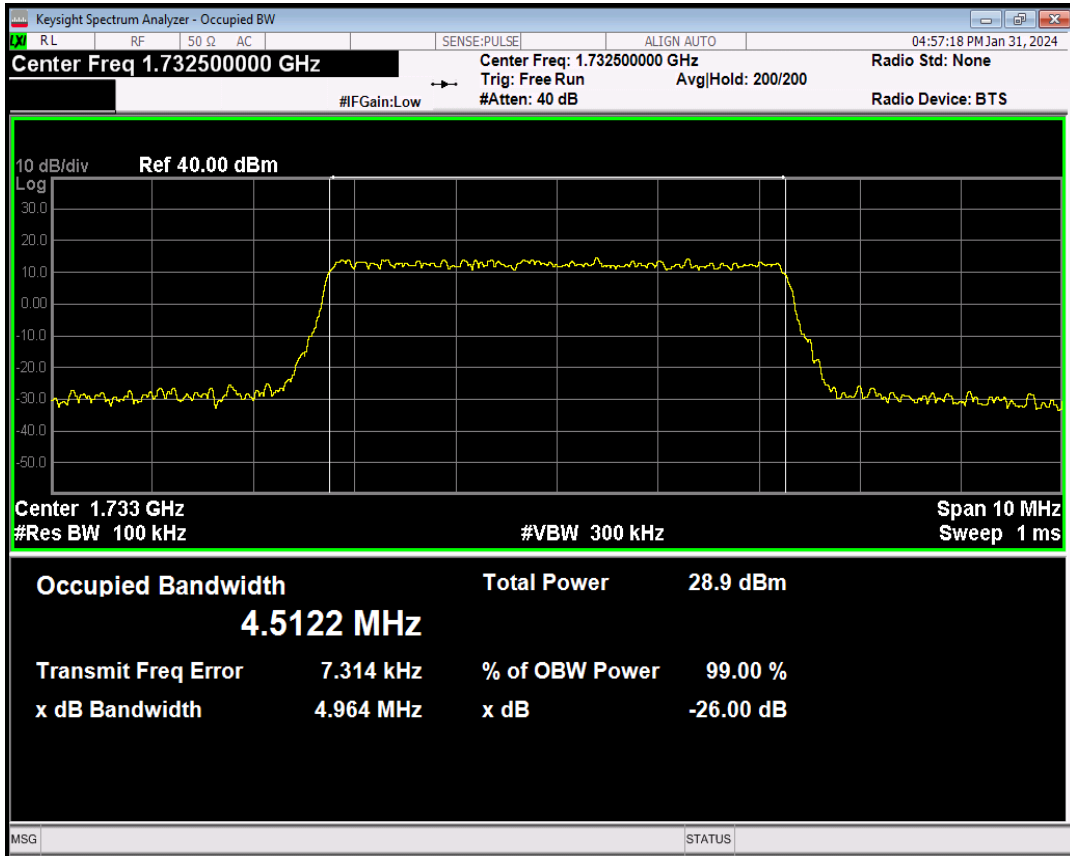 Keysight Spectrum Analyzer - Occupied BW
LXI RL RF 50 Ω AC SENSE:PULSE ALIGN AUTO 04:57:18 PM Jan 31, 2024
Center Freq 1.732500000 GHz
Center Freq: 1.732500000 GHz
Radio Std: None
Trig: Free Run Avg|Hold: 200/200
#IFGain:Low #Atten: 40 dB Radio Device: BTS
10 dB/div Ref 40.00 dBm
Log
30.0
20.0
10.0
0.00
-10.0
-20.0
-30.0
-40.0
-50.0
Center 1.733 GHz Span 10 MHz
#Res BW 100 kHz #VBW 300 kHz Sweep 1 ms
Occupied Bandwidth Total Power 28.9 dBm
4.5122 MHz
Transmit Freq Error 7.314 kHz % of OBW Power 99.00 %
x dB Bandwidth 4.964 MHz x dB -26.00 dB
MSG STATUS